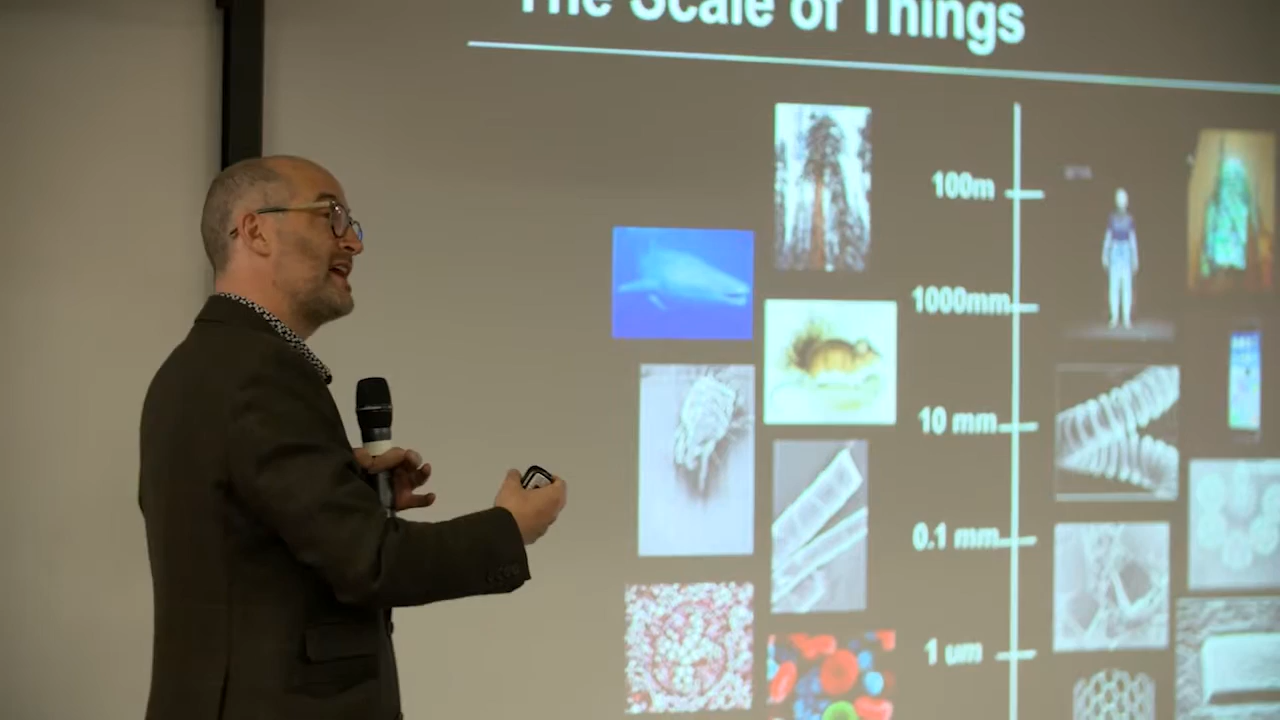 The Scale of Things
100m
1000mm
10 mm
0.1 mm
1 um